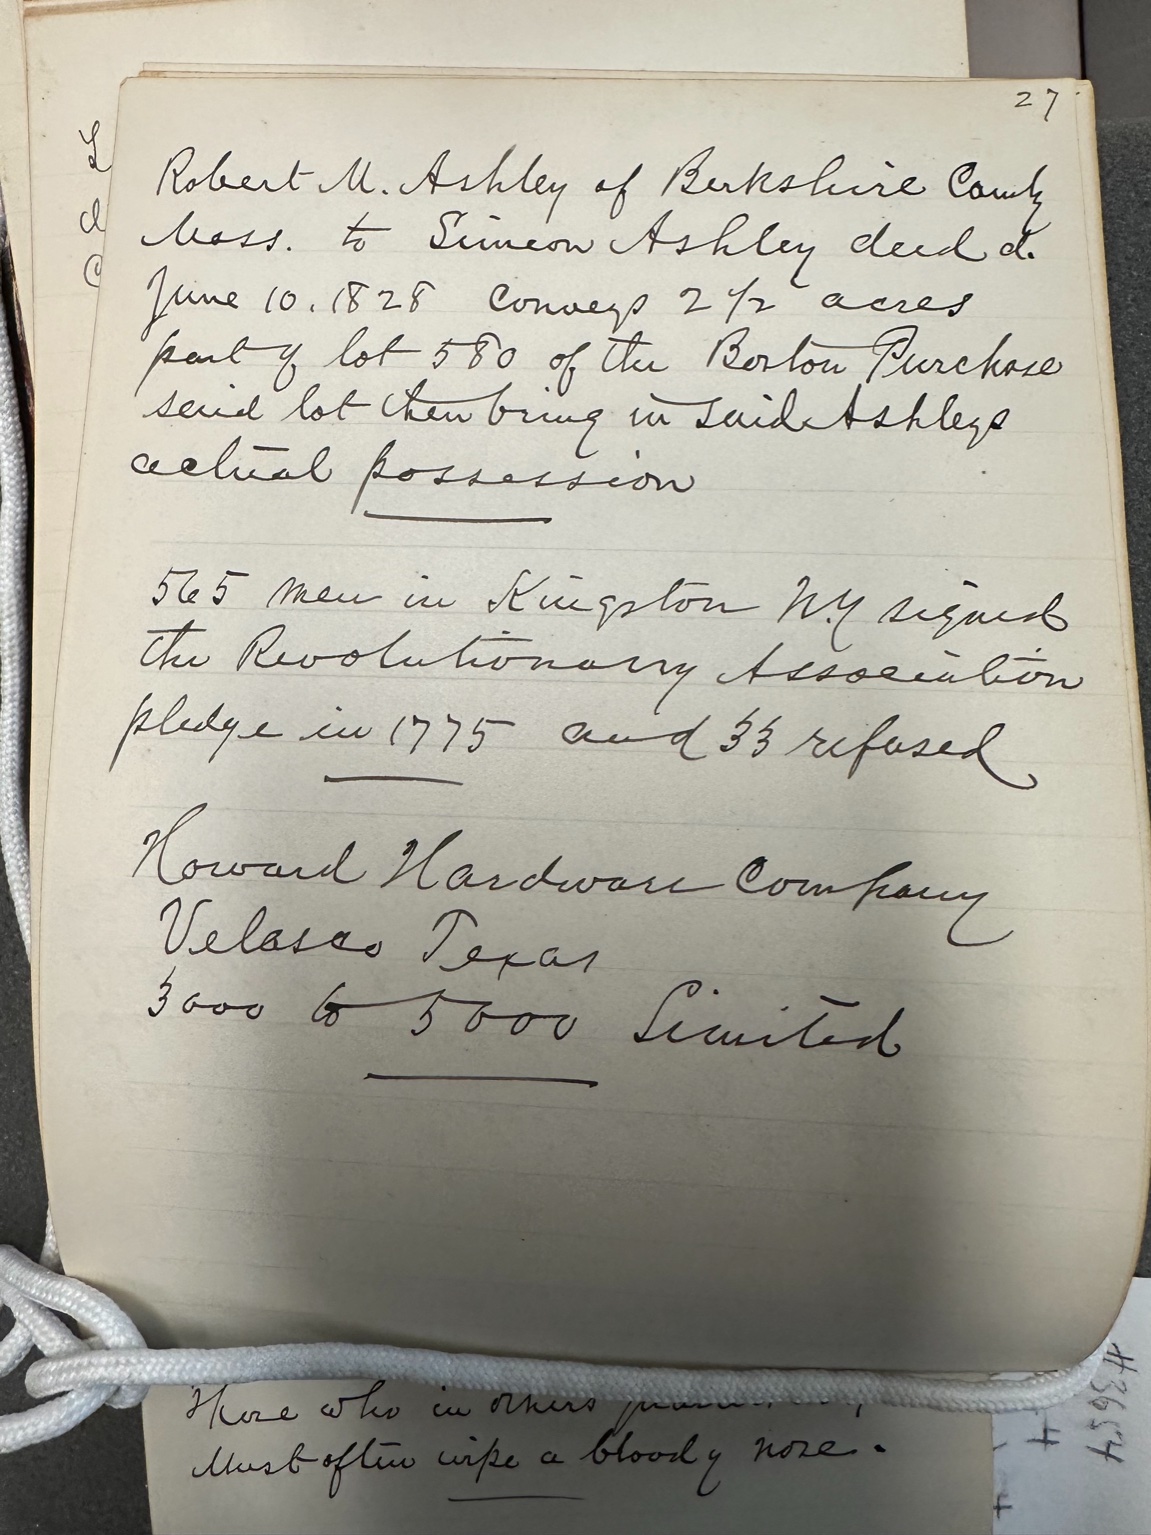 27
Robert M. Ashley of Berkshire County
Mass. to Simeon Ashley deed d.
June 10. 1828 conveys 2 1/2 acres
part of lot 580 of the Boston Purchase
said lot then being in said Ashleys
actual possession
565 men in Kingston N.Y signed
the Revolutionary Association
pledge in 1775 and 33 refused
Howard Hardware Company
Velasco Texas
3000 to 5000 Limited
Those who in others
Must often wipe a bloody nose.